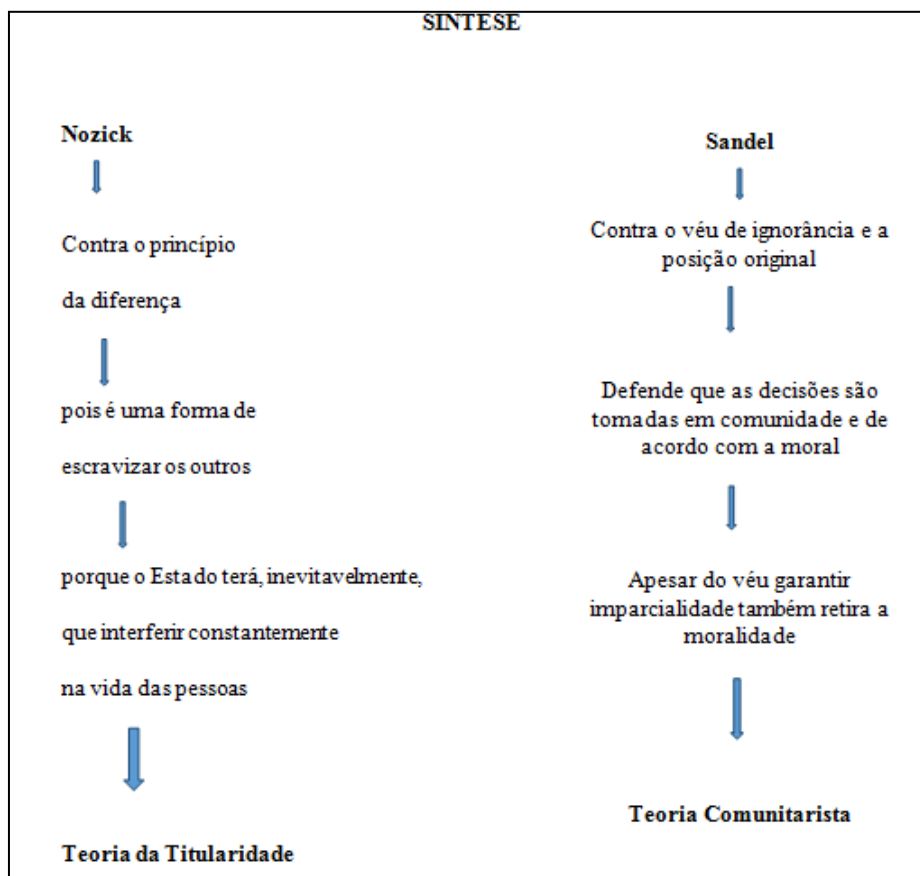 SINTESE
Nozick
Contra o princípio
da diferença
pois é uma forma de
escravizar os outros
porque o Estado terá, inevitavelmente,
que interferir constantemente
na vida das pessoas
Teoria da Titularidade
Sandel
Contra o véu de ignorância e a
posição original
Defende que as decisões são
tomadas em comunidade e de
acordo com a moral
Apesar do véu garantir
imparcialidade também retira a
moralidade
Teoria Comunitarista